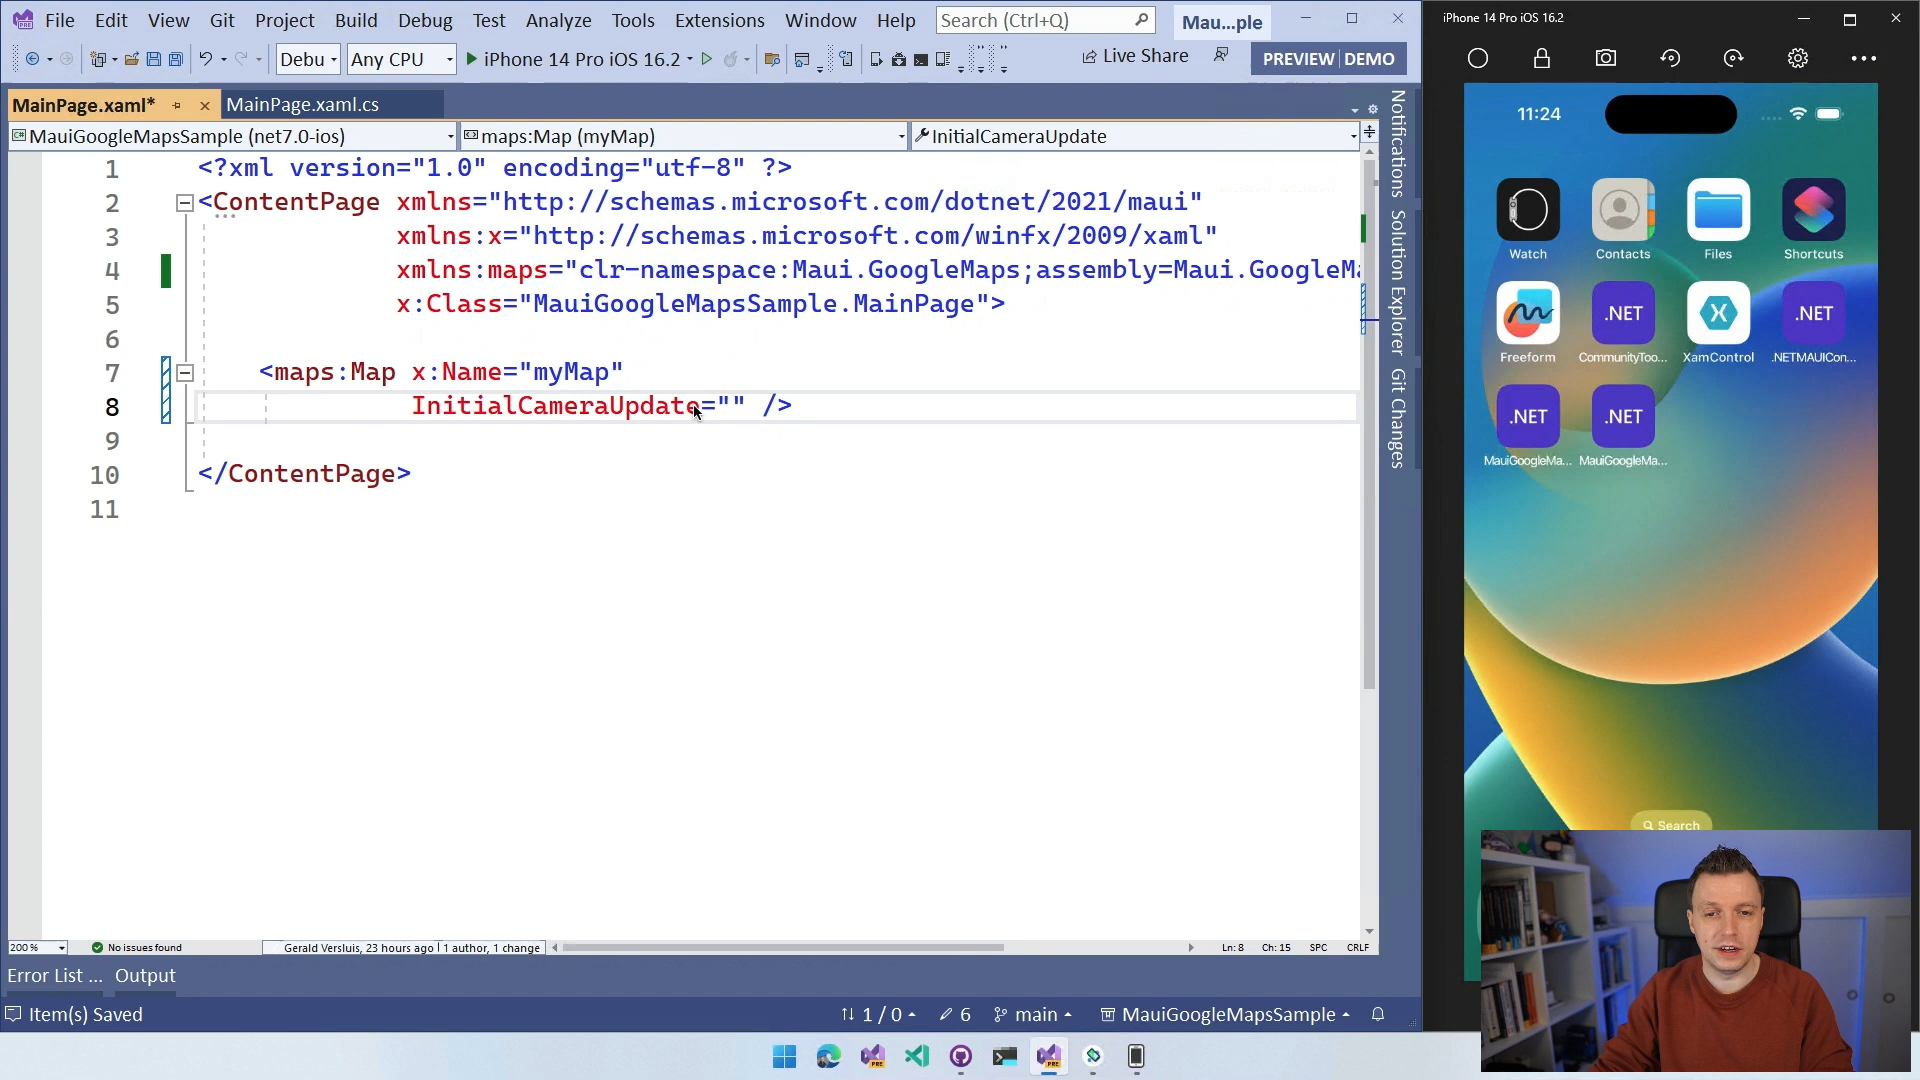 File Edit View Git Project Build Debug Test Analyze Tools Extensions Window Help Search (Ctrl+Q) Mau...ple
Debu Any CPU iPhone 14 Pro iOS 16.2 Live Share PREVIEW DEMO
MainPage.xaml* MainPage.xaml.cs
MauiGoogleMapsSample (net7.0-ios) maps:Map (myMap) InitialCameraUpdate
1 <?xml version="1.0" encoding="utf-8" ?>
2 <ContentPage xmlns="http://schemas.microsoft.com/dotnet/2021/maui"
3 xmlns:x="http://schemas.microsoft.com/winfx/2009/xaml"
4 xmlns:maps="clr-namespace:Maui.GoogleMaps;assembly=Maui.GoogleMa
5 x:Class="MauiGoogleMapsSample.MainPage">
6
7 <maps:Map x:Name="myMap"
8 InitialCameraUpdate="" />
9
10 </ContentPage>
11
200 % No issues found Gerald Versluis, 23 hours ago | 1 author, 1 change Ln: 8 Ch: 15 SPC CRLF
Error List ... Output
Item(s) Saved 1 / 0 6 main MauiGoogleMapsSample
Notifications
Solution Explorer
Git Changes
iPhone 14 Pro iOS 16.2
11:24
Watch Contacts Files Shortcuts
.NET .NET
Freeform CommunityToo... XamControl .NETMAUICon...
.NET .NET
MauiGoogleMa... MauiGoogleMa...
Search
PRE PRE